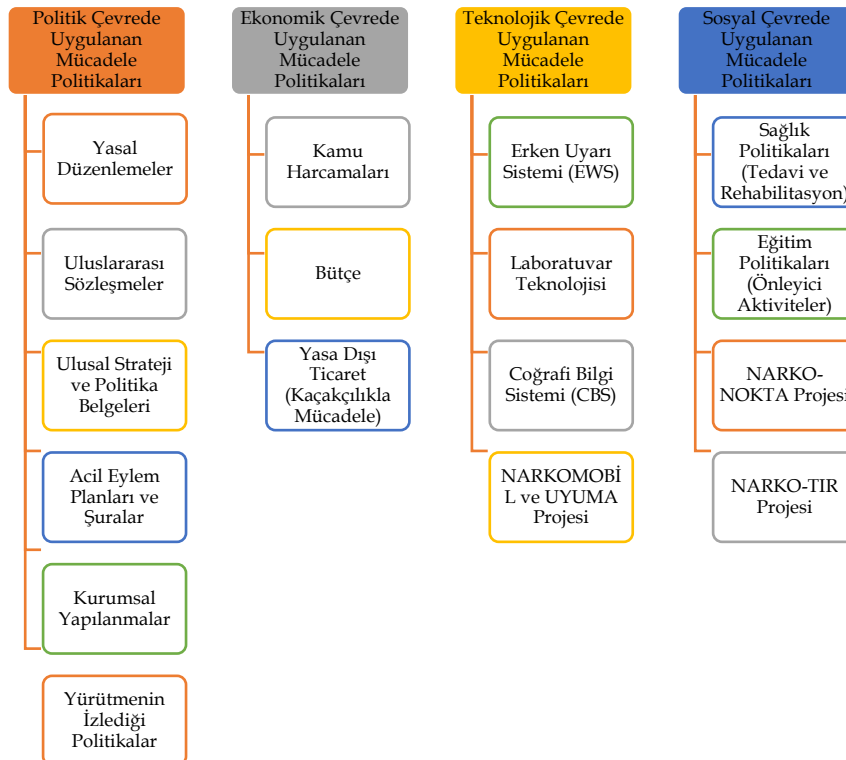 Politik Çevrede
Uygulanan
Mücadele
Politikaları
Yasal
Düzenlemeler
Uluslararası
Sözleşmeler
Ulusal Strateji
ve Politika
Belgeleri
Acil Eylem
Planları ve
Şuralar
Kurumsal
Yapılanmalar
Yürütmenin
İzlediği
Politikalar
Ekonomik Çevrede
Uygulanan
Mücadele
Politikaları
Kamu
Harcamaları
Bütçe
Yasa Dışı
Ticaret
(Kaçakçılıkla
Mücadele)
Teknolojik Çevrede
Uygulanan
Mücadele
Politikaları
Erken Uyarı
Sistemi (EWS)
Laboratuvar
Teknolojisi
Coğrafi Bilgi
Sistemi (CBS)
NARKOMOBİ
L ve UYUMA
Projesi
Sosyal Çevrede
Uygulanan
Mücadele
Politikaları
Sağlık
Politikaları
(Tedavi ve
Rehabilitasyon)
Eğitim
Politikaları
(Önleyici
Aktiviteler)
NARKO-
NOKTA Projesi
NARKO-TIR
Projesi